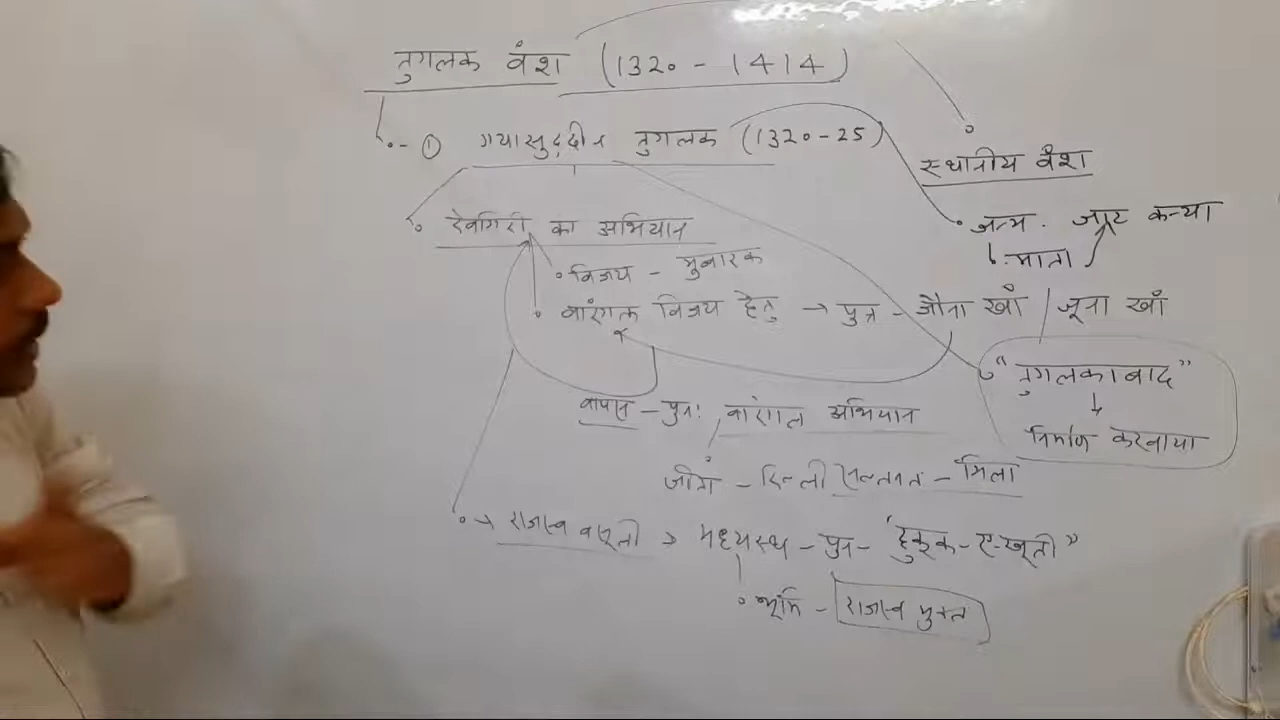 तुगलक वंश (1320 - 1414)
① गयासुद्दीन तुगलक (1320-25)
स्थानीय वंश
जन्म . जाट कन्या
माता
देवगिरी का अभियान
विजय - मुबारक
वारंगल विजय हेतु → पुत्र - जौना खाँ / जूना खाँ
"तुगलकाबाद"
↓
निर्माण करवाया
वापस - पुनः वारंगल अभियान
जीता - दिल्ली सल्तनत - मिला
→ राजस्व वसूली → मध्यस्थ - पुनः - 'हुकूक-ए-खूती"
भूमि - राजस्व मुक्त